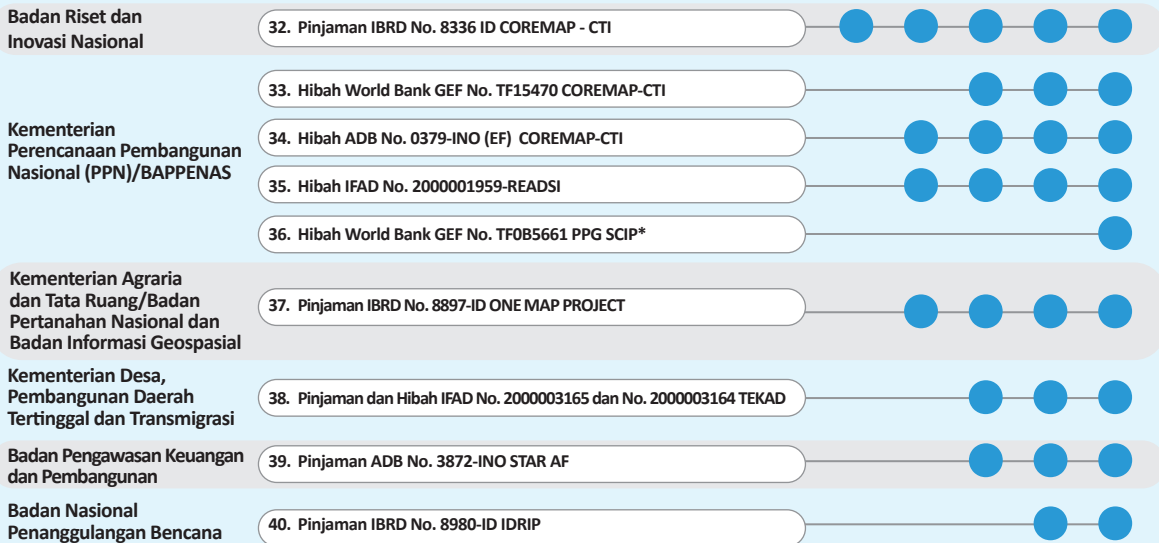 Badan Riset dan
Inovasi Nasional
32. Pinjaman IBRD No. 8336 ID COREMAP - CTI
Kementerian
Perencanaan Pembangunan
Nasional (PPN)/BAPPENAS
33. Hibah World Bank GEF No. TF15470 COREMAP-CTI
34. Hibah ADB No. 0379-INO (EF) COREMAP-CTI
35. Hibah IFAD No. 2000001959-READSI
36. Hibah World Bank GEF No. TF0B5661 PPG SCIP*
Kementerian Agraria
dan Tata Ruang/Badan
Pertanahan Nasional dan
Badan Informasi Geospasial
37. Pinjaman IBRD No. 8897-ID ONE MAP PROJECT
Kementerian Desa,
Pembangunan Daerah
Tertinggal dan Transmigrasi
38. Pinjaman dan Hibah IFAD No. 2000003165 dan No. 2000003164 TEKAD
Badan Pengawasan Keuangan
dan Pembangunan
39. Pinjaman ADB No. 3872-INO STAR AF
Badan Nasional
Penanggulangan Bencana
40. Pinjaman IBRD No. 8980-ID IDRIP